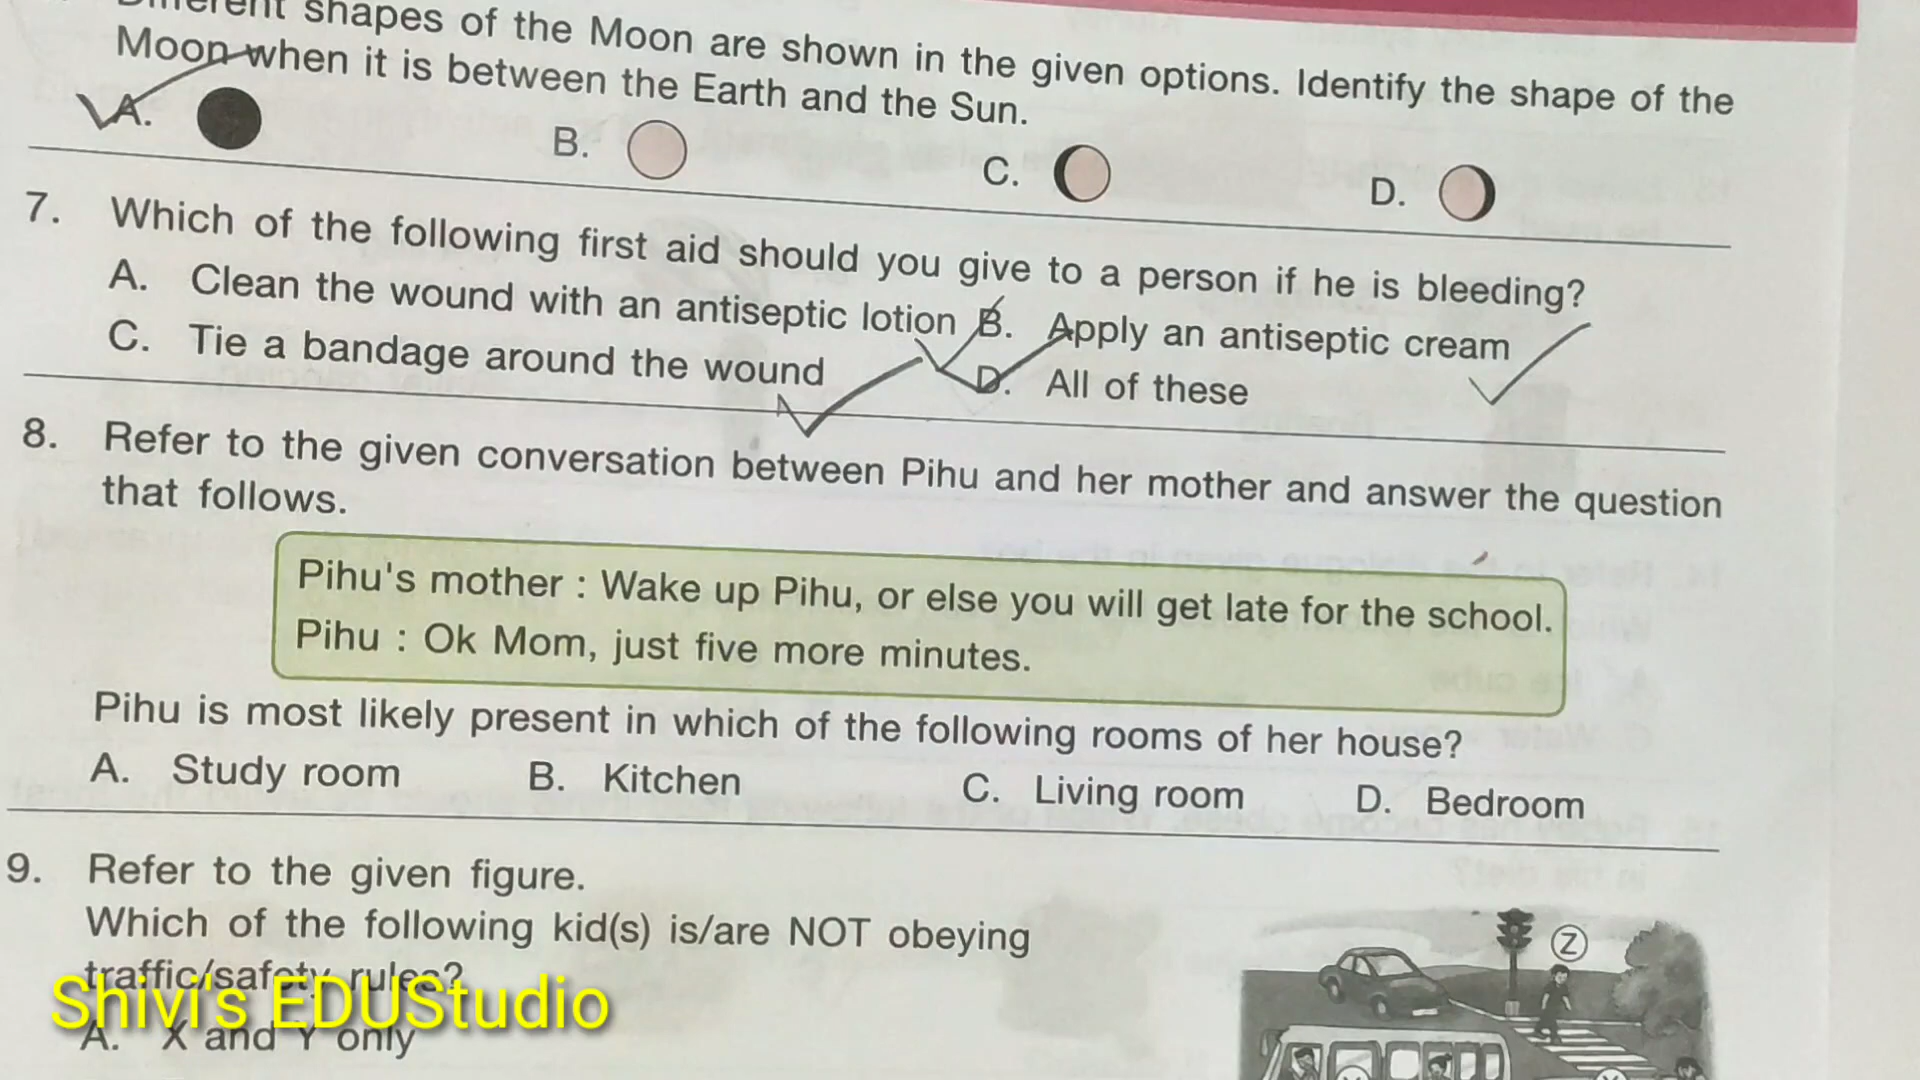 Different shapes of the Moon are shown in the given options. Identify the shape of the
Moon when it is between the Earth and the Sun.
A. B. C. D.
7. Which of the following first aid should you give to a person if he is bleeding?
A. Clean the wound with an antiseptic lotion B. Apply an antiseptic cream
C. Tie a bandage around the wound D. All of these
8. Refer to the given conversation between Pihu and her mother and answer the question
that follows.
Pihu's mother : Wake up Pihu, or else you will get late for the school.
Pihu : Ok Mom, just five more minutes.
Pihu is most likely present in which of the following rooms of her house?
A. Study room B. Kitchen C. Living room D. Bedroom
9. Refer to the given figure.
Which of the following kid(s) is/are NOT obeying
traffic/safety rules?
A. X and Y only
Z
Shivi's EDUStudio